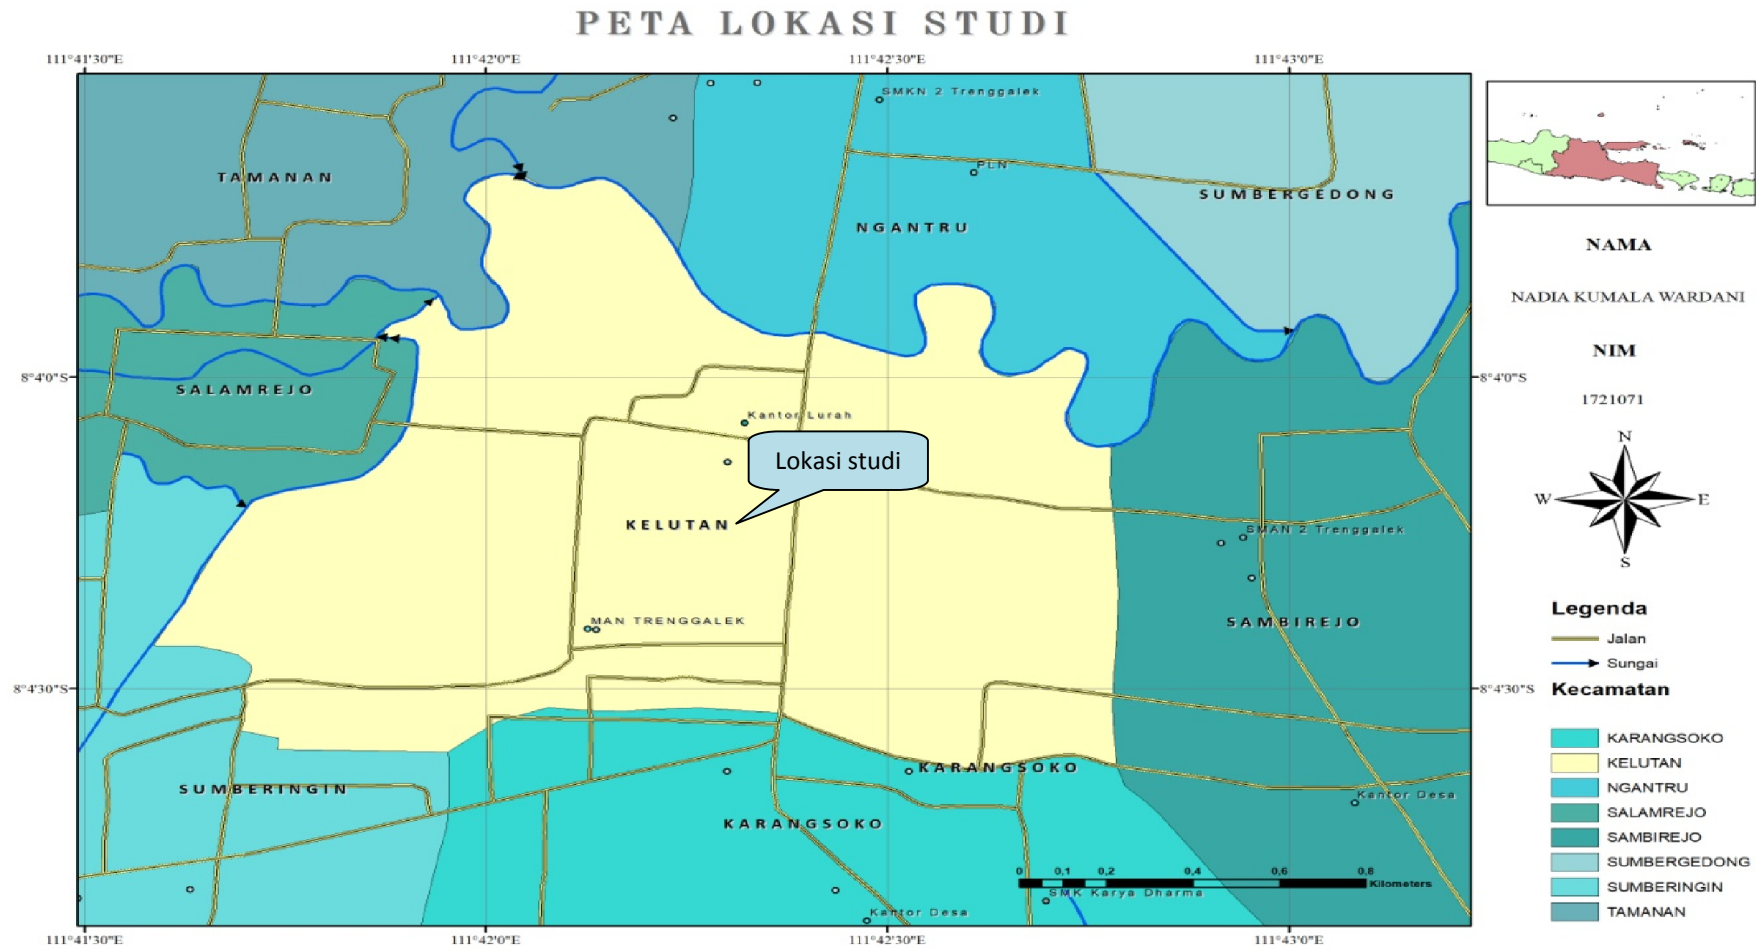 PETA LOKASI STUDI
111°41'30"E 111°42'0"E 111°42'30"E 111°43'0"E
SMKN 2 Trenggalek
PLN
TAMANAN
SUMBERGEDONG
NGANTRU
8°4'0"S 8°4'0"S
SALAMREJO
Kantor Lurah
Lokasi studi
KELUTAN
SMAN 2 Trenggalek
MAN TRENGGALEK
SAMBIREJO
8°4'30"S 8°4'30"S
KARANGSOKO
SUMBERINGIN
Kantor Desa
KARANGSOKO
0 0,1 0,2 0,4 0,6 0,8
Kilometers
SMK Karya Dharma
Kantor Desa
111°41'30"E 111°42'0"E 111°42'30"E 111°43'0"E
NAMA
NADIA KUMALA WARDANI
NIM
1721071
N
W E
S
Legenda
Jalan
Sungai
Kecamatan
KARANGSOKO
KELUTAN
NGANTRU
SALAMREJO
SAMBIREJO
SUMBERGEDONG
SUMBERINGIN
TAMANAN